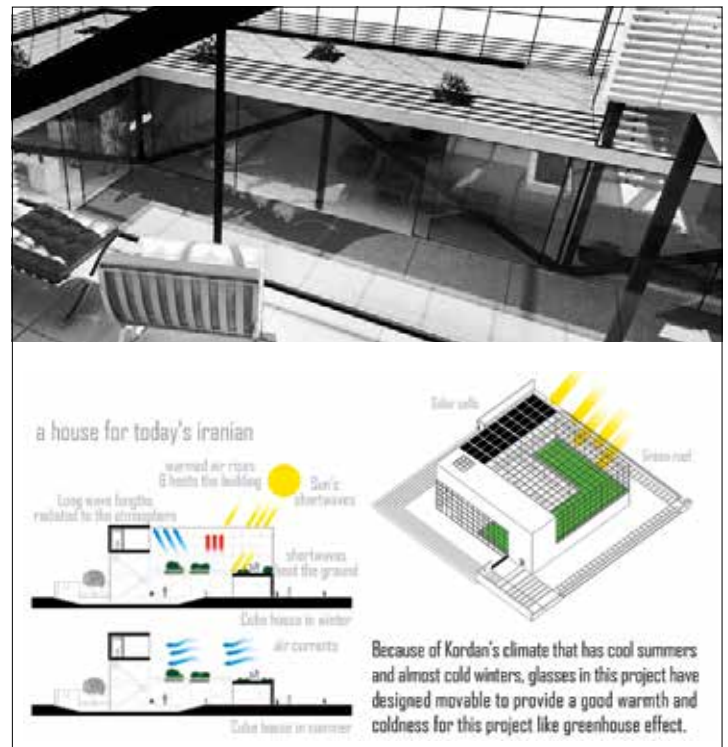 a house for today's iranian
warmed air rises
& heats the building
Sun's
shortwaves
Long wave lengths
radiated to the atmosphere
shortwaves
heat the ground
Cube house in winter
air currents
Cube house in summer
Solar cells
Green roof
Because of Kordan's climate that has cool summers
and almost cold winters, glasses in this project have
designed movable to provide a good warmth and
coldness for this project like greenhouse effect.